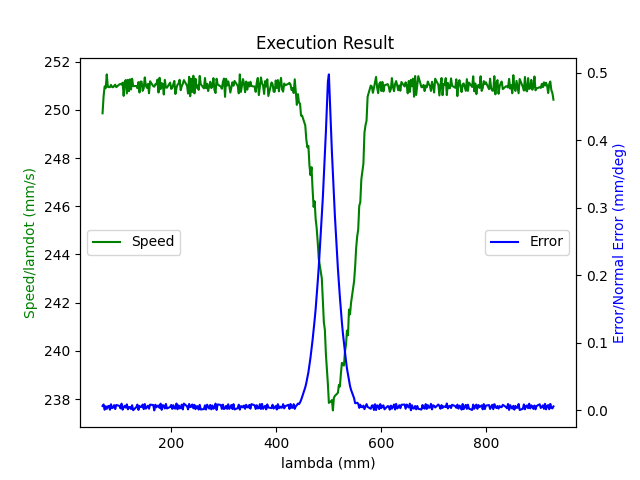 Execution Result
252
250
248
246
244
242
240
238
Speed/lamdot (mm/s)
Speed
Error
0.5
0.4
0.3
0.2
0.1
0.0
Error/Normal Error (mm/deg)
200 400 600 800
lambda (mm)